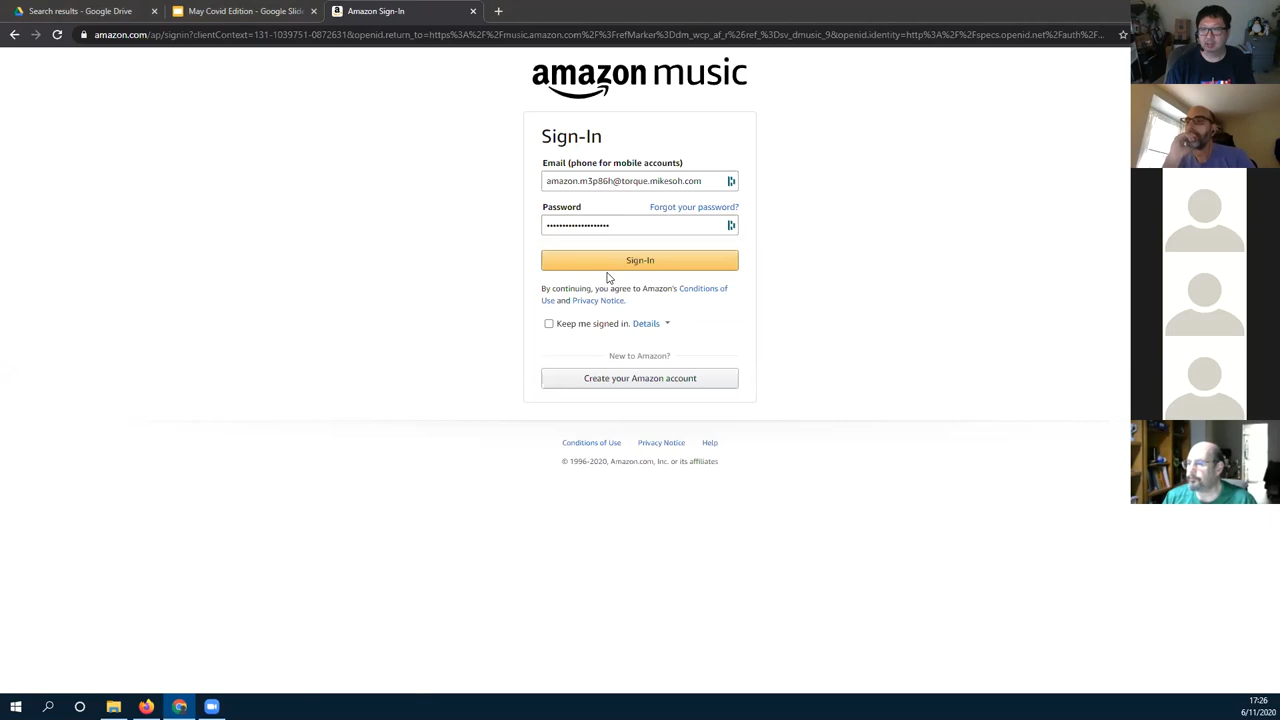 Search results - Google Drive
May Covid Edition - Google Slide
Amazon Sign-In
amazon.com/ap/signin?clientContext=131-1039751-0872631&openid.return_to=https%3A%2F%2Fmusic.amazon.com%2F%3FrefMarker%3Ddm_wcp_af_r%26ref_%3Dsv_dmusic_9&openid.identity=http%3A%2F%2Fspecs.openid.net%2Fauth%2F...
amazon music
Sign-In
Email (phone for mobile accounts)
amazon.m3p86h@torque.mikesoh.com
Password
Forgot your password?
Sign-In
By continuing, you agree to Amazon's Conditions of
Use and Privacy Notice.
Keep me signed in. Details
New to Amazon?
Create your Amazon account
Conditions of Use Privacy Notice Help
© 1996-2020, Amazon.com, Inc. or its affiliates
17:26
6/11/2020